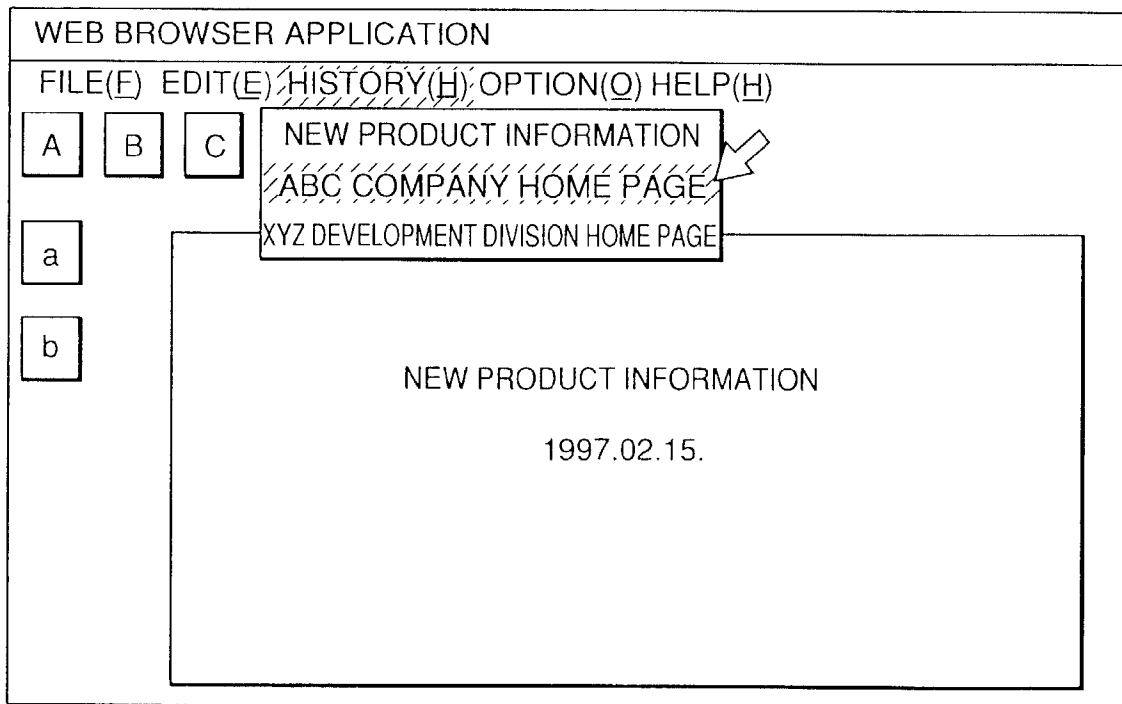 WEB BROWSER APPLICATION
FILE(F) EDIT(E) HISTORY(H) OPTION(O) HELP(H)
A B C
NEW PRODUCT INFORMATION
ABC COMPANY HOME PAGE
XYZ DEVELOPMENT DIVISION HOME PAGE
a
b
NEW PRODUCT INFORMATION
1997.02.15.